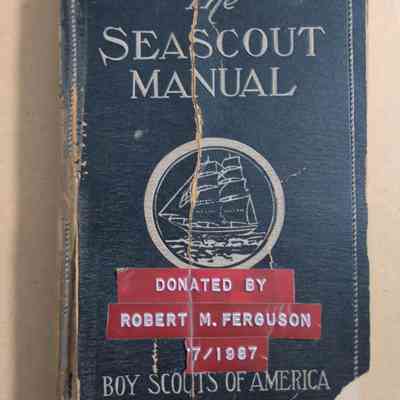 The
SEASCOUT
MANUAL
DONATED BY
ROBERT M. FERGUSON
7/1987
BOY SCOUTS OF AMERICA